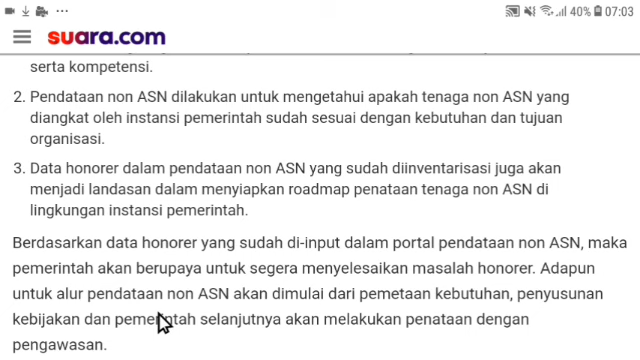 40% 07:03
suara.com
serta kompetensi.
2. Pendataan non ASN dilakukan untuk mengetahui apakah tenaga non ASN yang
diangkat oleh instansi pemerintah sudah sesuai dengan kebutuhan dan tujuan
organisasi.
3. Data honorer dalam pendataan non ASN yang sudah diinventarisasi juga akan
menjadi landasan dalam menyiapkan roadmap penataan tenaga non ASN di
lingkungan instansi pemerintah.
Berdasarkan data honorer yang sudah di-input dalam portal pendataan non ASN, maka
pemerintah akan berupaya untuk segera menyelesaikan masalah honorer. Adapun
untuk alur pendataan non ASN akan dimulai dari pemetaan kebutuhan, penyusunan
kebijakan dan pemerintah selanjutnya akan melakukan penataan dengan
pengawasan.